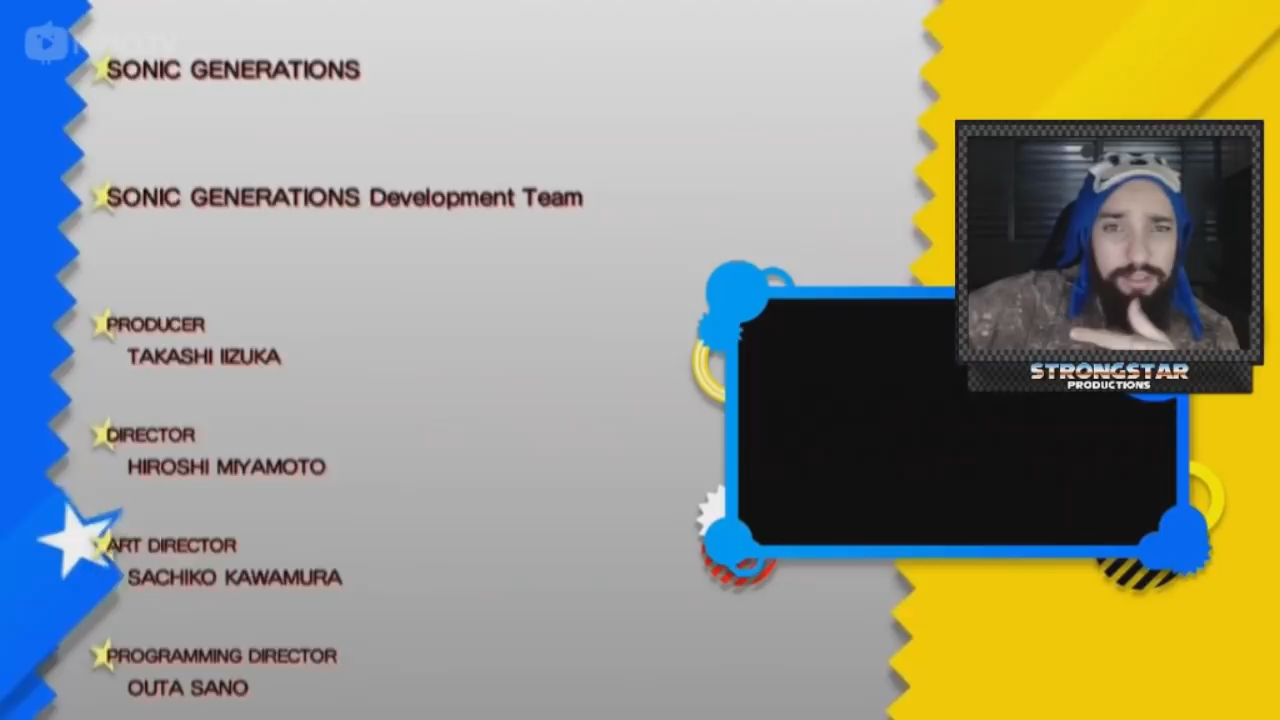 SONIC GENERATIONS
SONIC GENERATIONS Development Team
PRODUCER
TAKASHI IIZUKA
DIRECTOR
HIROSHI MIYAMOTO
ART DIRECTOR
SACHIKO KAWAMURA
PROGRAMMING DIRECTOR
OUTA SANO
STRONGSTAR
PRODUCTIONS